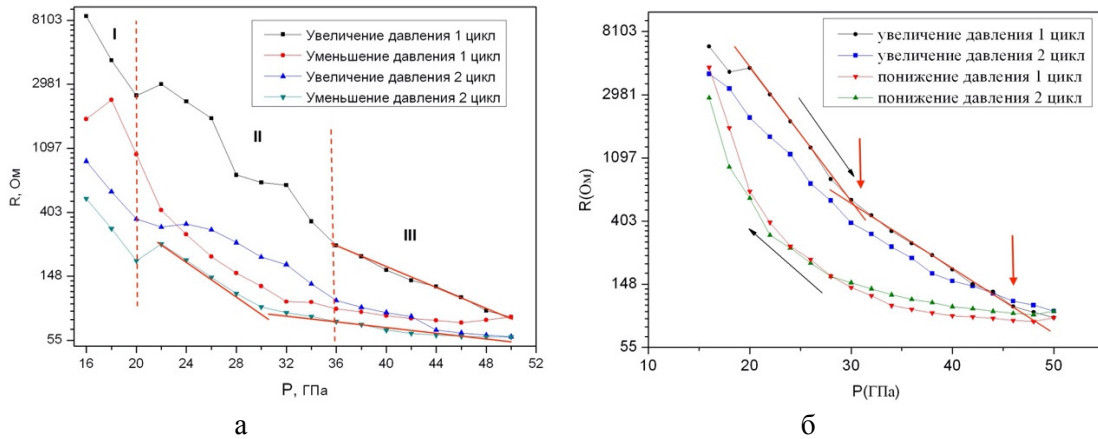 8103
2981
1097
403
148
55
R, Ом
I
II
III
Увеличение давления 1 цикл
Уменьшение давления 1 цикл
Увеличение давления 2 цикл
Уменьшение давления 2 цикл
16 20 24 28 32 36 40 44 48 52
P, ГПа
а
8103
2981
1097
403
148
55
R(Ом)
увеличение давления 1 цикл
увеличение давления 2 цикл
понижение давления 1 цикл
понижение давления 2 цикл
10 20 30 40 50
P(ГПа)
б